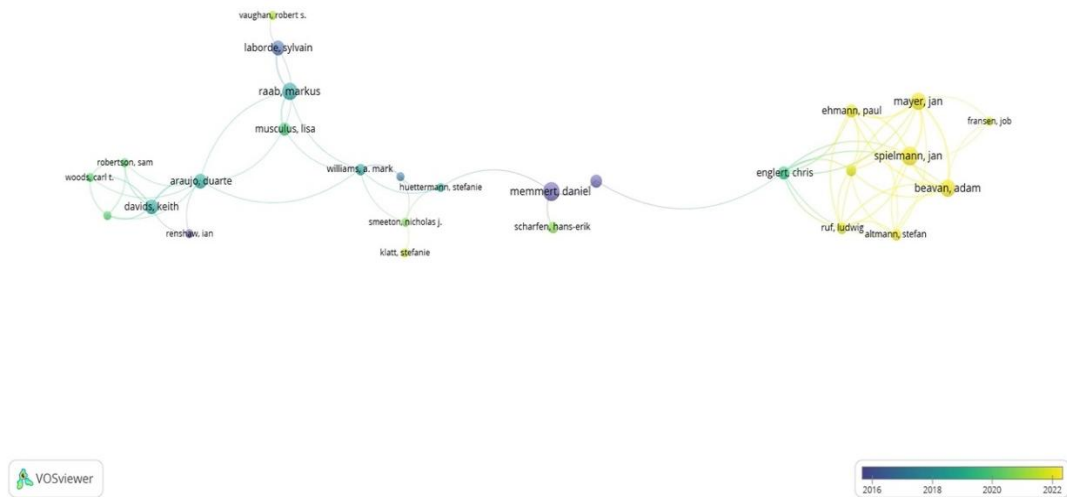 vaughan, robert s.
laborde, sylvain
raab, markus
musculus, lisa
robertson, sam
woods, carl t.
araujo, duarte
davids, keith
renshaw, ian
williams, a. mark
huettermann, stefanie
smeeton, nicholas j.
klatt, stefanie
memmert, daniel
scharfen, hans-erik
englert, chris
ehmann, paul
mayer, jan
fransen, job
spielmann, jan
beavan, adam
ruf, ludwig
altmann, stefan
VOSviewer
2016 2018 2020 2022